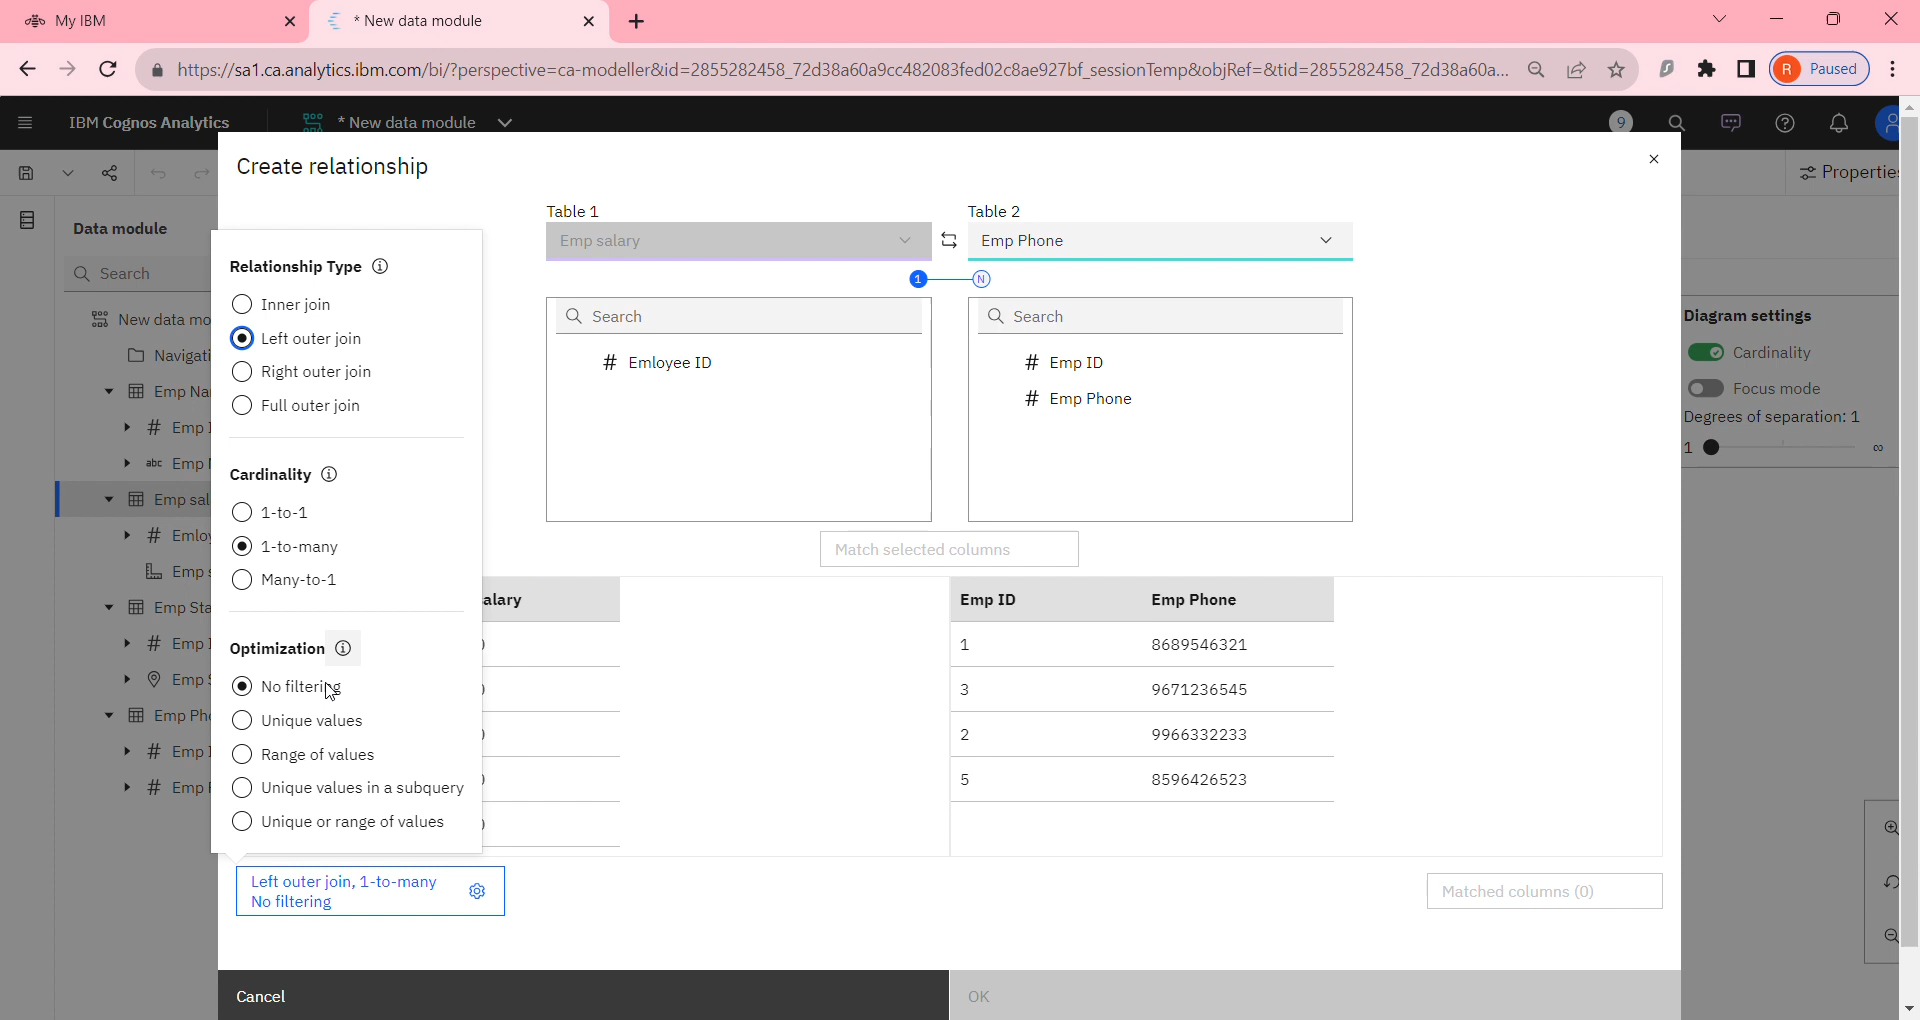 My IBM
* New data module
https://sa1.ca.analytics.ibm.com/bi/?perspective=ca-modeller&id=2855282458_72d38a60a9cc482083fed02c8ae927bf_sessionTemp&objRef=&tid=2855282458_72d38a60a...
R Paused
IBM Cognos Analytics
* New data module
9
Create relationship
Properties
Table 1
Table 2
Data module
Emp salary
Emp Phone
Relationship Type
Search
1
N
Inner join
Search
Search
Diagram settings
New data mo
Left outer join
Cardinality
Navigati
Right outer join
Emloyee ID
Emp ID
Focus mode
Emp Na
Full outer join
Emp Phone
Degrees of separation: 1
Emp I
1
∞
abc Emp N
Cardinality
Emp sal
1-to-1
Emloy
1-to-many
Match selected columns
Emp s
Many-to-1
Emp Sta
alary
Emp ID
Emp Phone
Emp I
Optimization
1
8689546321
Emp S
No filtering
3
9671236545
Emp Pho
Unique values
2
9966332233
Emp I
Range of values
5
8596426523
Emp P
Unique values in a subquery
Unique or range of values
Left outer join, 1-to-many
No filtering
Matched columns (0)
Cancel
OK